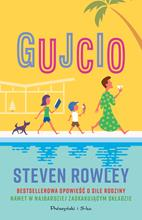 GUJCIO
STEVEN ROWLEY
BESTSELLEROWA OPOWIEŚĆ O SILE RODZINY
NAWET W NAJBARDZIEJ ZASKAKUJĄCYM SKŁADZIE
Prószyński i S-ka